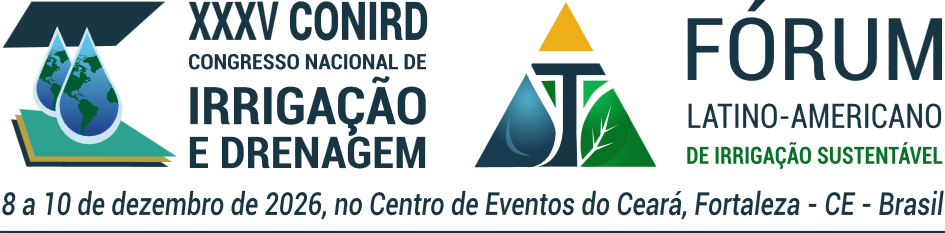 XXXV CONIRD
CONGRESSO NACIONAL DE
IRRIGAÇÃO
E DRENAGEM
FÓRUM
LATINO-AMERICANO
DE IRRIGAÇÃO SUSTENTÁVEL
8 a 10 de dezembro de 2026, no Centro de Eventos do Ceará, Fortaleza - CE - Brasil